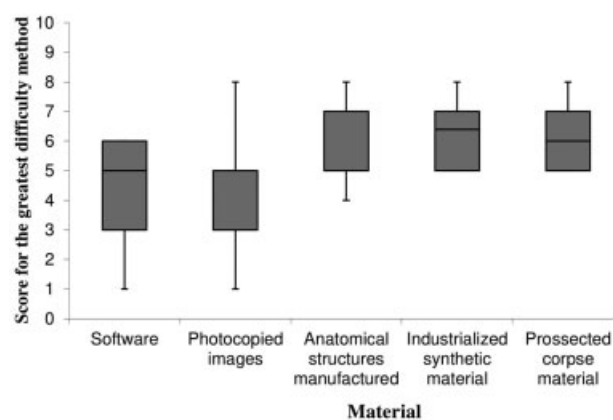 Score for the greatest difficulty method
10
9
8
7
6
5
4
3
2
1
0
Software
Photocopied
images
Anatomical
structures
manufactured
Industrialized
synthetic
material
Prossected
corpse
material
Material